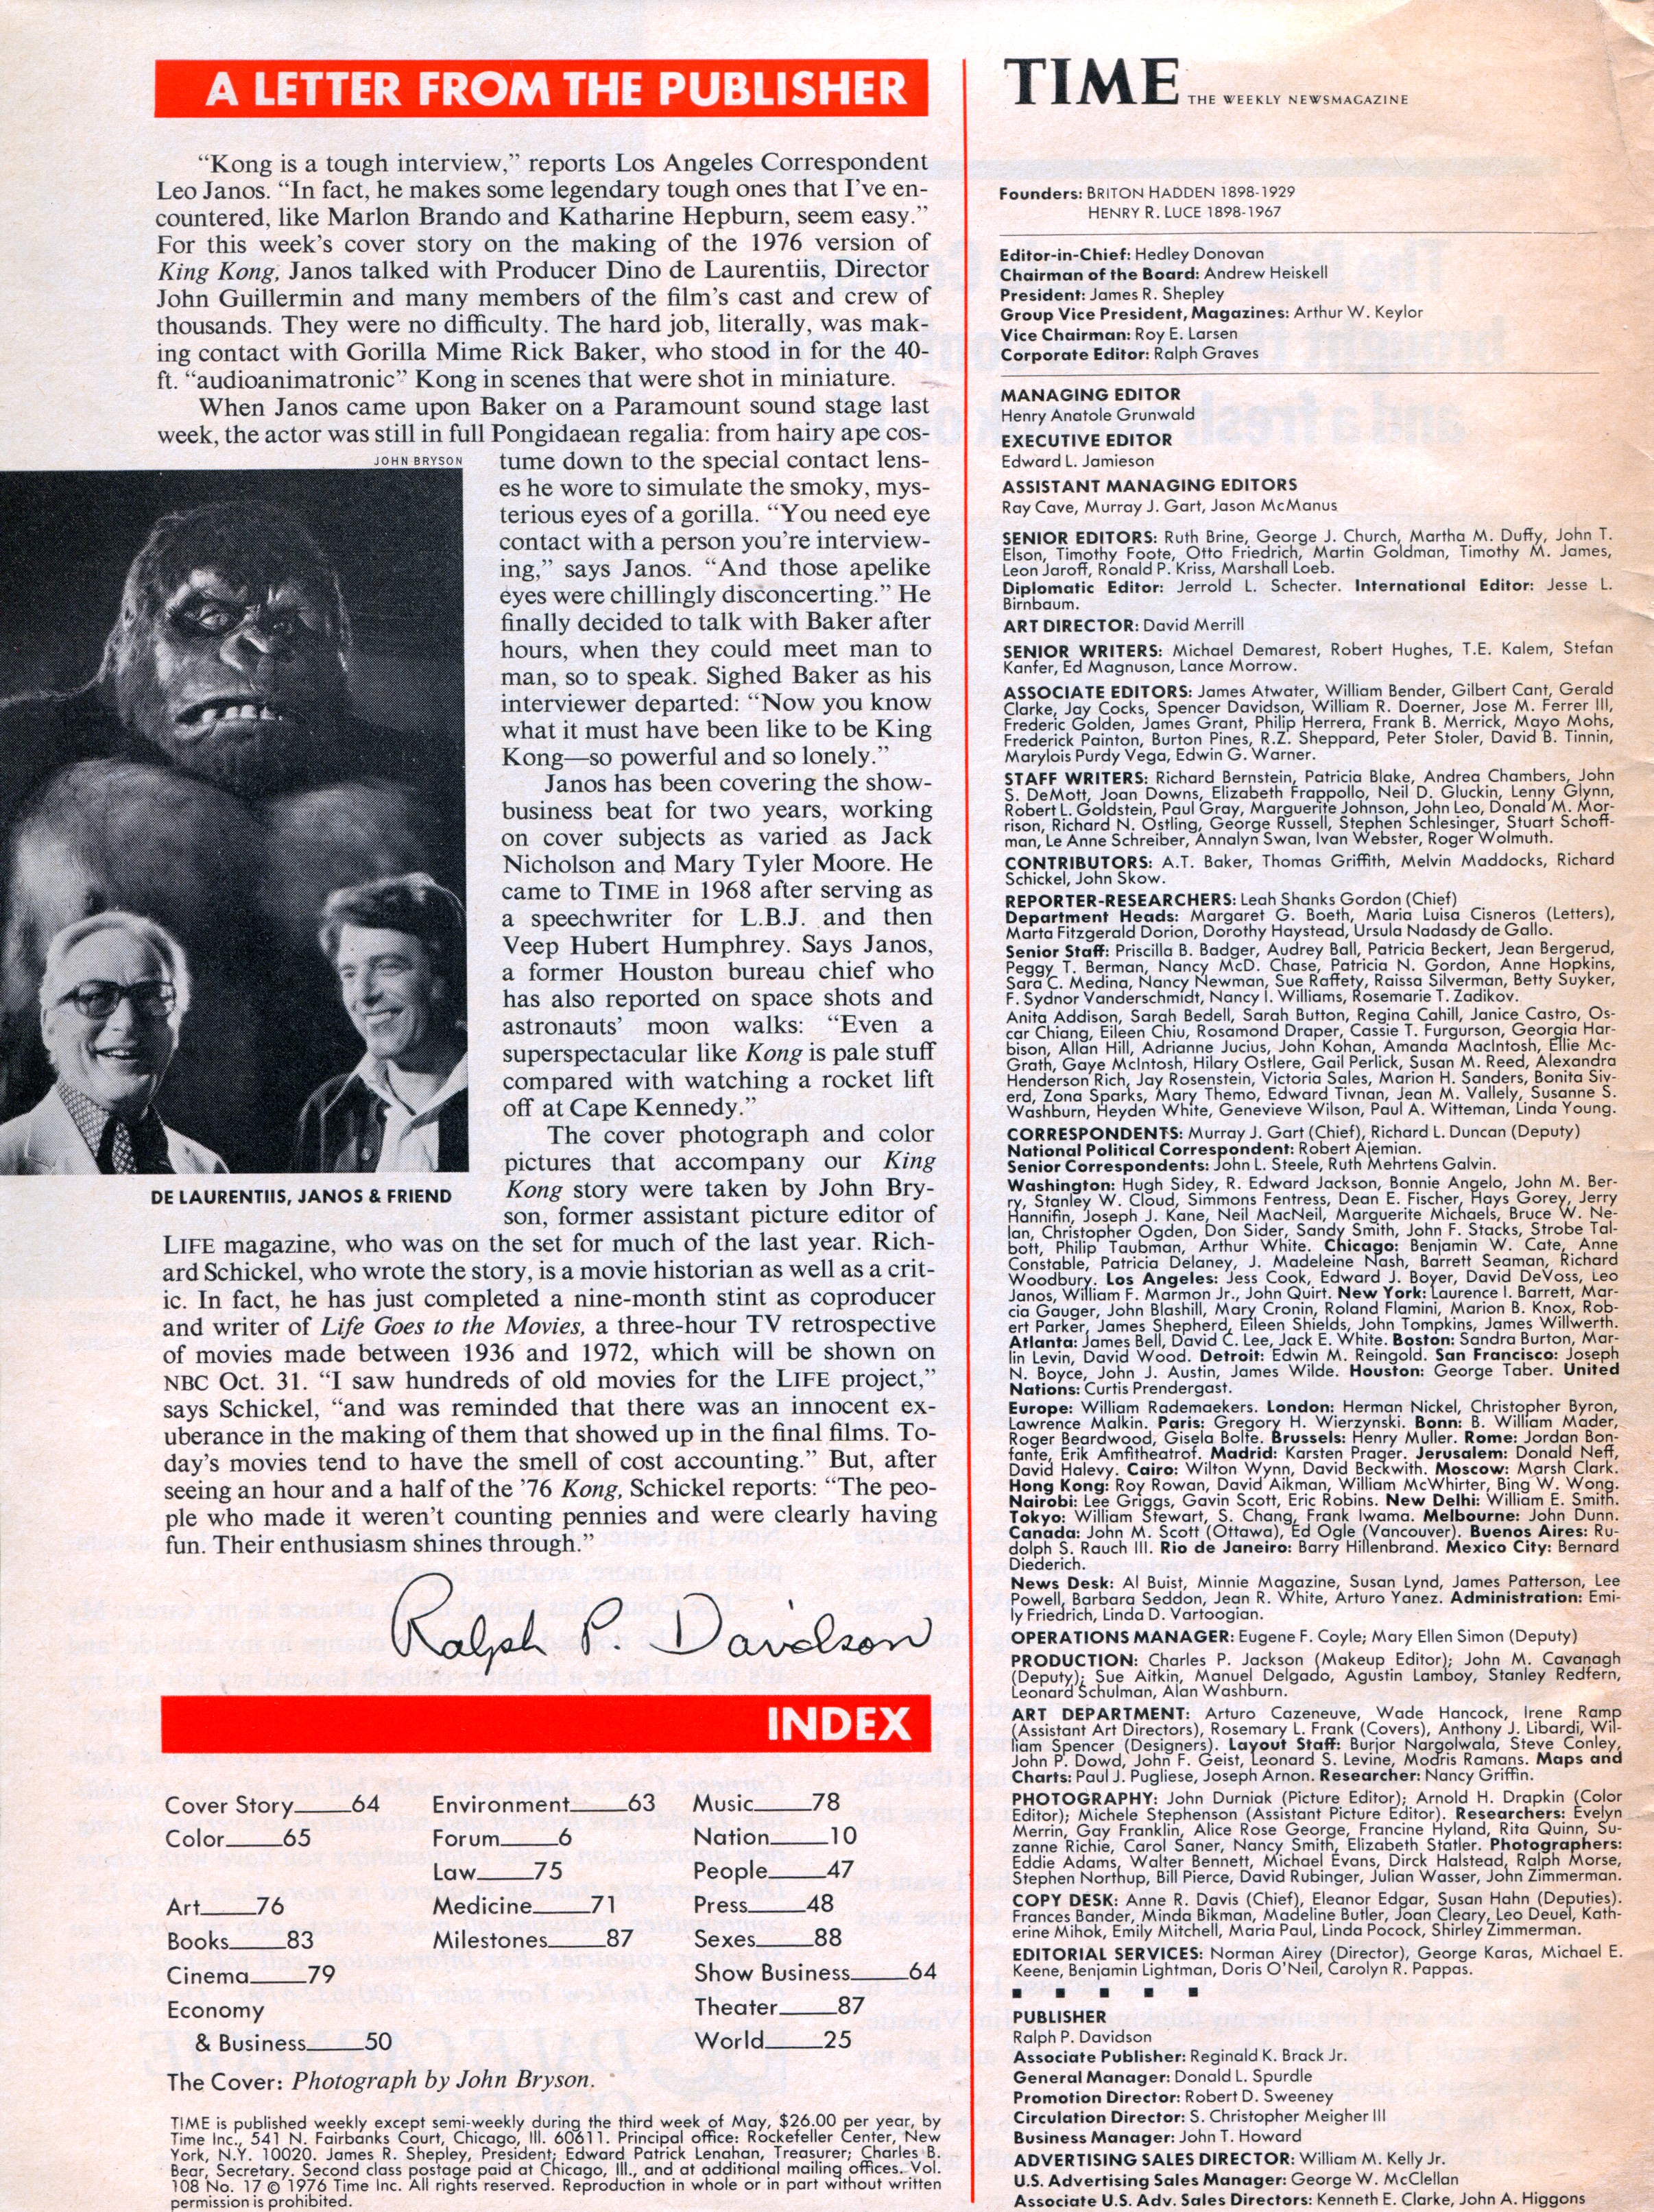 A LETTER FROM THE PUBLISHER
“Kong is a tough interview,” reports Los Angeles Correspondent
Leo Janos. “In fact, he makes some legendary tough ones that I’ve en-
countered, like Marlon Brando and Katharine Hepburn, seem easy.”
For this week’s cover story on the making of the 1976 version of
King Kong, Janos talked with Producer Dino de Laurentiis, Director
John Guillermin and many members of the film’s cast and crew of
thousands. They were no difficulty. The hard job, literally, was mak-
ing contact with Gorilla Mime Rick Baker, who stood in for the 40-
ft. “audioanimatronic” Kong in scenes that were shot in miniature.
When Janos came upon Baker on a Paramount sound stage last
week, the actor was still in full Pongidaean regalia: from hairy ape cos-
JOHN BRYSON
tume down to the special contact lens-
es he wore to simulate the smoky, mys-
terious eyes of a gorilla. “You need eye
contact with a person you’re interview-
ing,” says Janos. “And those apelike
eyes were chillingly disconcerting.” He
finally decided to talk with Baker after
hours, when they could meet man to
man, so to speak. Sighed Baker as his
interviewer departed: “Now you know
what it must have been like to be King
Kong—so powerful and so lonely.”
Janos has been covering the show-
business beat for two years, working
on cover subjects as varied as Jack
Nicholson and Mary Tyler Moore. He
came to TIME in 1968 after serving as
a speechwriter for L.B.J. and then
Veep Hubert Humphrey. Says Janos,
a former Houston bureau chief who
has also reported on space shots and
astronauts’ moon walks: “Even a
superspectacular like Kong is pale stuff
compared with watching a rocket lift
off at Cape Kennedy.”
The cover photograph and color
pictures that accompany our King
Kong story were taken by John Bry-
son, former assistant picture editor of
DE LAURENTIIS, JANOS & FRIEND
LIFE magazine, who was on the set for much of the last year. Rich-
ard Schickel, who wrote the story, is a movie historian as well as a crit-
ic. In fact, he has just completed a nine-month stint as coproducer
and writer of Life Goes to the Movies, a three-hour TV retrospective
of movies made between 1936 and 1972, which will be shown on
NBC Oct. 31. “I saw hundreds of old movies for the LIFE project,”
says Schickel, “and was reminded that there was an innocent ex-
uberance in the making of them that showed up in the final films. To-
day’s movies tend to have the smell of cost accounting.” But, after
seeing an hour and a half of the ’76 Kong, Schickel reports: “The peo-
ple who made it weren’t counting pennies and were clearly having
fun. Their enthusiasm shines through.”
Ralph P. Davidson
INDEX
Cover Story 64
Color 65
Art 76
Books 83
Cinema 79
Economy
& Business 50
Environment 63
Forum 6
Law 75
Medicine 71
Milestones 87
Music 78
Nation 10
People 47
Press 48
Sexes 88
Show Business 64
Theater 87
World 25
The Cover: Photograph by John Bryson.
TIME is published weekly except semi-weekly during the third week of May, $26.00 per year, by
Time Inc., 541 N. Fairbanks Court, Chicago, Ill. 60611. Principal office: Rockefeller Center, New
York, N.Y. 10020. James R. Shepley, President; Edward Patrick Lenahan, Treasurer; Charles B.
Bear, Secretary. Second class postage paid at Chicago, Ill., and at additional mailing offices. Vol.
108 No. 17 © 1976 Time Inc. All rights reserved. Reproduction in whole or in part without written
permission is prohibited.
TIME THE WEEKLY NEWSMAGAZINE
Founders: BRITON HADDEN 1898-1929
HENRY R. LUCE 1898-1967
Editor-in-Chief: Hedley Donovan
Chairman of the Board: Andrew Heiskell
President: James R. Shepley
Group Vice President, Magazines: Arthur W. Keylor
Vice Chairman: Roy E. Larsen
Corporate Editor: Ralph Graves
MANAGING EDITOR
Henry Anatole Grunwald
EXECUTIVE EDITOR
Edward L. Jamieson
ASSISTANT MANAGING EDITORS
Ray Cave, Murray J. Gart, Jason McManus
SENIOR EDITORS: Ruth Brine, George J. Church, Martha M. Duffy, John T.
Elson, Timothy Foote, Otto Friedrich, Martin Goldman, Timothy M. James,
Leon Jaroff, Ronald P. Kriss, Marshall Loeb.
Diplomatic Editor: Jerrold L. Schecter. International Editor: Jesse L.
Birnbaum.
ART DIRECTOR: David Merrill
SENIOR WRITERS: Michael Demarest, Robert Hughes, T.E. Kalem, Stefan
Kanfer, Ed Magnuson, Lance Morrow.
ASSOCIATE EDITORS: James Atwater, William Bender, Gilbert Cant, Gerald
Clarke, Jay Cocks, Spencer Davidson, William R. Doerner, Jose M. Ferrer III,
Frederic Golden, James Grant, Philip Herrera, Frank B. Merrick, Mayo Mohs,
Frederick Painton, Burton Pines, R.Z. Sheppard, Peter Stoler, David B. Tinnin,
Marylois Purdy Vega, Edwin G. Warner.
STAFF WRITERS: Richard Bernstein, Patricia Blake, Andrea Chambers, John
S. DeMott, Joan Downs, Elizabeth Frappollo, Neil D. Gluckin, Lenny Glynn,
Robert L. Goldstein, Paul Gray, Marguerite Johnson, John Leo, Donald M. Mor-
rison, Richard N. Ostling, George Russell, Stephen Schlesinger, Stuart Schoff-
man, Le Anne Schreiber, Annalyn Swan, Ivan Webster, Roger Wolmuth.
CONTRIBUTORS: A.T. Baker, Thomas Griffith, Melvin Maddocks, Richard
Schickel, John Skow.
REPORTER-RESEARCHERS: Leah Shanks Gordon (Chief)
Department Heads: Margaret G. Boeth, Maria Luisa Cisneros (Letters),
Marta Fitzgerald Dorion, Dorothy Haystead, Ursula Nadasdy de Gallo.
Senior Staff: Priscilla B. Badger, Audrey Ball, Patricia Beckert, Jean Bergerud,
Peggy T. Berman, Nancy McD. Chase, Patricia N. Gordon, Anne Hopkins,
Sara C. Medina, Nancy Newman, Sue Raffety, Raissa Silverman, Betty Suyker,
F. Sydnor Vanderschmidt, Nancy I. Williams, Rosemarie T. Zadikov.
Anita Addison, Sarah Bedell, Sarah Button, Regina Cahill, Janice Castro, Os-
car Chiang, Eileen Chiu, Rosamond Draper, Cassie T. Furgurson, Georgia Har-
bison, Allan Hill, Adrianne Jucius, John Kohan, Amanda MacIntosh, Ellie Mc-
Grath, Gaye McIntosh, Hilary Ostlere, Gail Perlick, Susan M. Reed, Alexandra
Henderson Rich, Jay Rosenstein, Victoria Sales, Marion H. Sanders, Bonita Siv-
erd, Zona Sparks, Mary Themo, Edward Tivnan, Jean M. Vallely, Susanne S.
Washburn, Heyden White, Genevieve Wilson, Paul A. Witteman, Linda Young.
CORRESPONDENTS: Murray J. Gart (Chief), Richard L. Duncan (Deputy)
National Political Correspondent: Robert Ajemian.
Senior Correspondents: John L. Steele, Ruth Mehrtens Galvin.
Washington: Hugh Sidey, R. Edward Jackson, Bonnie Angelo, John M. Ber-
ry, Stanley W. Cloud, Simmons Fentress, Dean E. Fischer, Hays Gorey, Jerry
Hannifin, Joseph J. Kane, Neil MacNeil, Marguerite Michaels, Bruce W. Ne-
lan, Christopher Ogden, Don Sider, Sandy Smith, John F. Stacks, Strobe Tal-
bott, Philip Taubman, Arthur White. Chicago: Benjamin W. Cate, Anne
Constable, Patricia Delaney, J. Madeleine Nash, Barrett Seaman, Richard
Woodbury. Los Angeles: Jess Cook, Edward J. Boyer, David DeVoss, Leo
Janos, William F. Marmon Jr., John Quirt. New York: Laurence I. Barrett, Mar-
cia Gauger, John Blashill, Mary Cronin, Roland Flamini, Marion B. Knox, Rob-
ert Parker, James Shepherd, Eileen Shields, John Tompkins, James Willwerth.
Atlanta: James Bell, David C. Lee, Jack E. White. Boston: Sandra Burton, Mar-
lin Levin, David Wood. Detroit: Edwin M. Reingold. San Francisco: Joseph
N. Boyce, John J. Austin, James Wilde. Houston: George Taber. United
Nations: Curtis Prendergast.
Europe: William Rademaekers. London: Herman Nickel, Christopher Byron,
Lawrence Malkin. Paris: Gregory H. Wierzynski. Bonn: B. William Mader,
Roger Beardwood, Gisela Bolte. Brussels: Henry Muller. Rome: Jordan Bon-
fante, Erik Amfitheatrof. Madrid: Karsten Prager. Jerusalem: Donald Neff,
David Halevy. Cairo: Wilton Wynn, David Beckwith. Moscow: Marsh Clark.
Hong Kong: Roy Rowan, David Aikman, William McWhirter, Bing W. Wong.
Nairobi: Lee Griggs, Gavin Scott, Eric Robins. New Delhi: William E. Smith.
Tokyo: William Stewart, S. Chang, Frank Iwama. Melbourne: John Dunn.
Canada: John M. Scott (Ottawa), Ed Ogle (Vancouver). Buenos Aires: Ru-
dolph S. Rauch III. Rio de Janeiro: Barry Hillenbrand. Mexico City: Bernard
Diederich.
News Desk: Al Buist, Minnie Magazine, Susan Lynd, James Patterson, Lee
Powell, Barbara Seddon, Jean R. White, Arturo Yanez. Administration: Emi-
ly Friedrich, Linda D. Vartoogian.
OPERATIONS MANAGER: Eugene F. Coyle; Mary Ellen Simon (Deputy)
PRODUCTION: Charles P. Jackson (Makeup Editor); John M. Cavanagh
(Deputy); Sue Aitkin, Manuel Delgado, Agustin Lamboy, Stanley Redfern,
Leonard Schulman, Alan Washburn.
ART DEPARTMENT: Arturo Cazeneuve, Wade Hancock, Irene Ramp
(Assistant Art Directors), Rosemary L. Frank (Covers), Anthony J. Libardi, Wil-
liam Spencer (Designers). Layout Staff: Burjor Nargolwala, Steve Conley,
John P. Dowd, John F. Geist, Leonard S. Levine, Modris Ramans. Maps and
Charts: Paul J. Pugliese, Joseph Arnon. Researcher: Nancy Griffin.
PHOTOGRAPHY: John Durniak (Picture Editor); Arnold H. Drapkin (Color
Editor); Michele Stephenson (Assistant Picture Editor). Researchers: Evelyn
Merrin, Gay Franklin, Alice Rose George, Francine Hyland, Rita Quinn, Su-
zanne Richie, Carol Saner, Nancy Smith, Elizabeth Statler. Photographers:
Eddie Adams, Walter Bennett, Michael Evans, Dirck Halstead, Ralph Morse,
Stephen Northup, Bill Pierce, David Rubinger, Julian Wasser, John Zimmerman.
COPY DESK: Anne R. Davis (Chief), Eleanor Edgar, Susan Hahn (Deputies).
Frances Bander, Minda Bikman, Madeline Butler, Joan Cleary, Leo Deuel, Kath-
erine Mihok, Emily Mitchell, Maria Paul, Linda Pocock, Shirley Zimmerman.
EDITORIAL SERVICES: Norman Airey (Director), George Karas, Michael E.
Keene, Benjamin Lightman, Doris O’Neil, Carolyn R. Pappas.
PUBLISHER
Ralph P. Davidson
Associate Publisher: Reginald K. Brack Jr.
General Manager: Donald L. Spurdle
Promotion Director: Robert D. Sweeney
Circulation Director: S. Christopher Meigher III
Business Manager: John T. Howard
ADVERTISING SALES DIRECTOR: William M. Kelly Jr.
U.S. Advertising Sales Manager: George W. McClellan
Associate U.S. Adv. Sales Directors: Kenneth E. Clarke, John A. Higgons